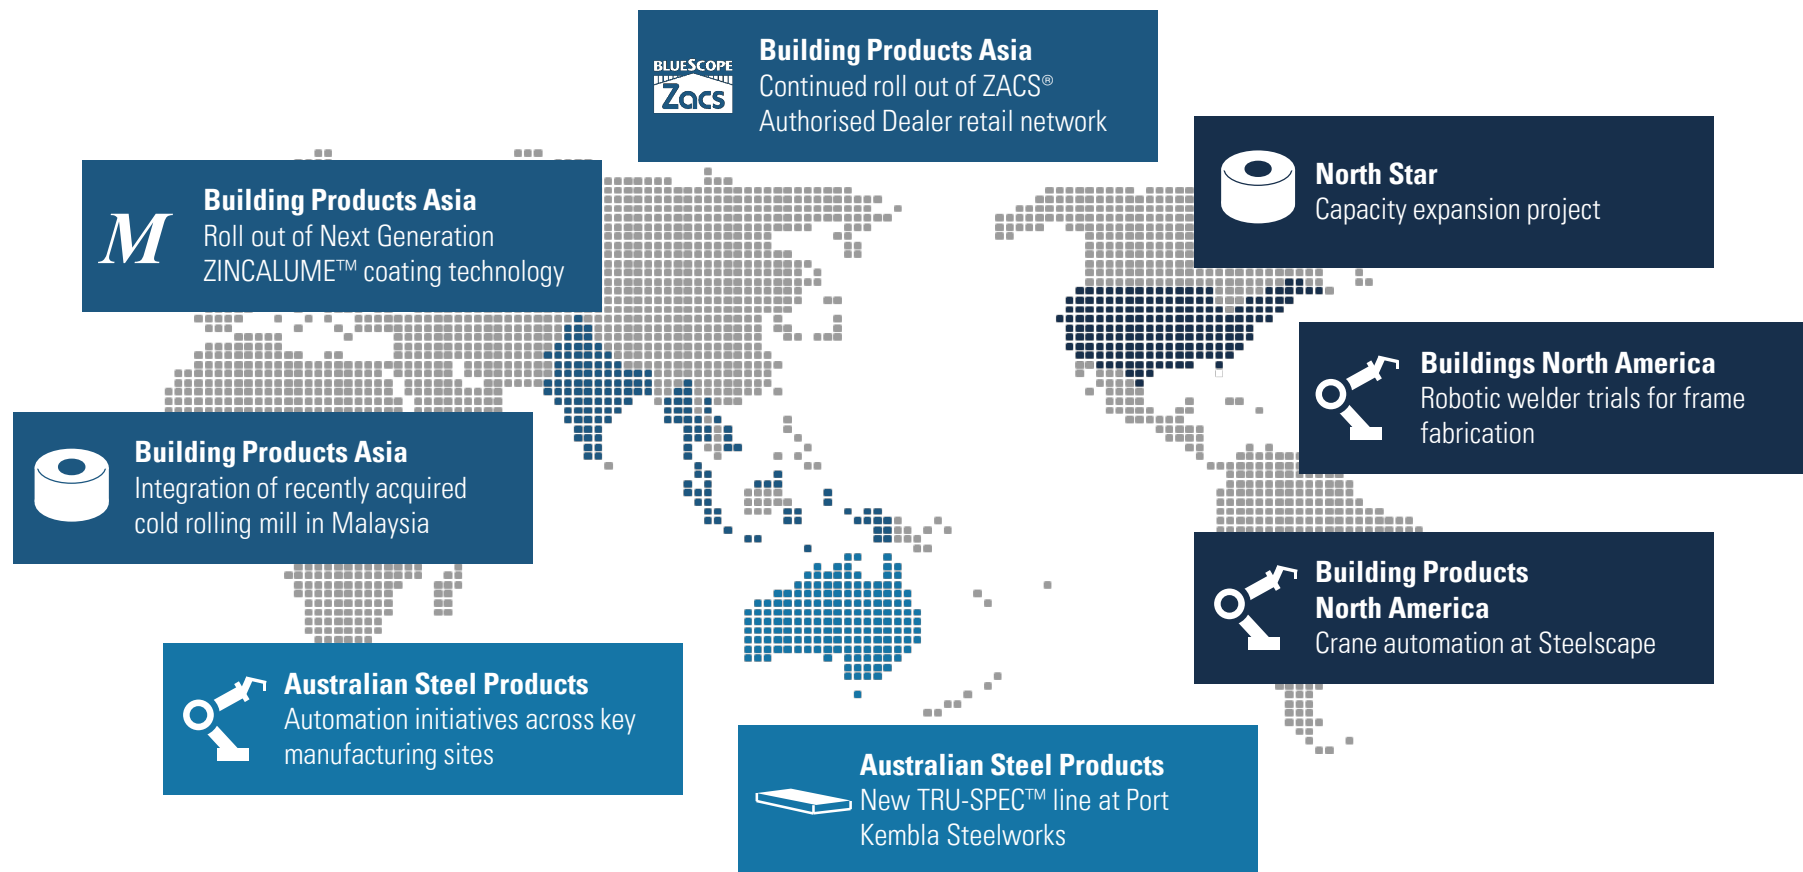 BLUESCOPE
Zacs
Building Products Asia
Continued roll out of ZACS®
Authorised Dealer retail network
M
Building Products Asia
Roll out of Next Generation
ZINCALUME™ coating technology
North Star
Capacity expansion project
Buildings North America
Robotic welder trials for frame
fabrication
Building Products Asia
Integration of recently acquired
cold rolling mill in Malaysia
Building Products
North America
Crane automation at Steelscape
Australian Steel Products
Automation initiatives across key
manufacturing sites
Australian Steel Products
New TRU-SPEC™ line at Port
Kembla Steelworks